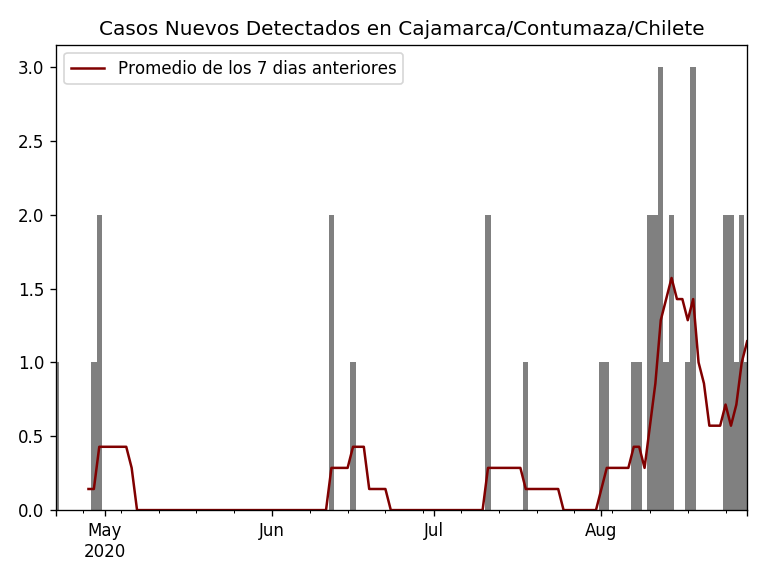 Casos Nuevos Detectados en Cajamarca/Contumaza/Chilete
Promedio de los 7 dias anteriores
3.0
2.5
2.0
1.5
1.0
0.5
0.0
May
2020
Jun
Jul
Aug